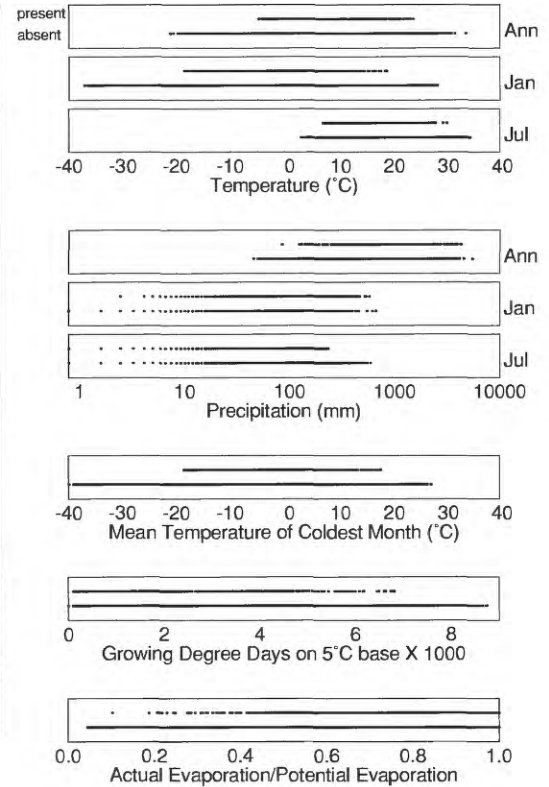 present
absent
Ann
Jan
Jul
-40 -30 -20 -10 0 10 20 30 40
Temperature (°C)
Ann
Jan
Jul
1 10 100 1000 10000
Precipitation (mm)
-40 -30 -20 -10 0 10 20 30 40
Mean Temperature of Coldest Month (°C)
0 2 4 6 8
Growing Degree Days on 5°C base X 1000
0.0 0.2 0.4 0.6 0.8 1.0
Actual Evaporation/Potential Evaporation